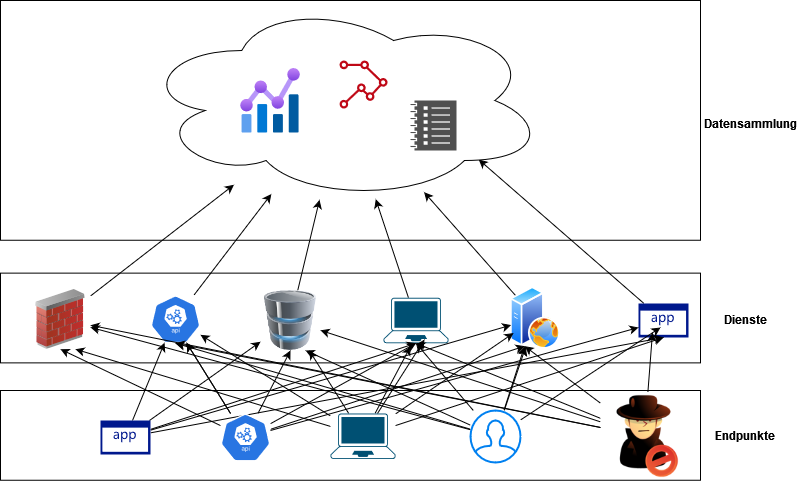 Datensammlung
api
app
Dienste
app
api
Endpunkte